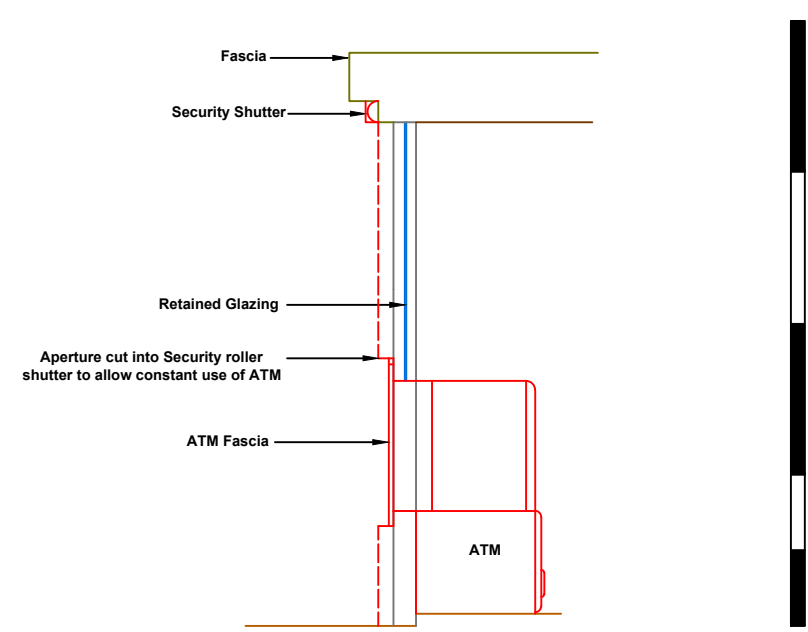 Fascia
Security Shutter
Retained Glazing
Aperture cut into Security roller
shutter to allow constant use of ATM
ATM Fascia
ATM